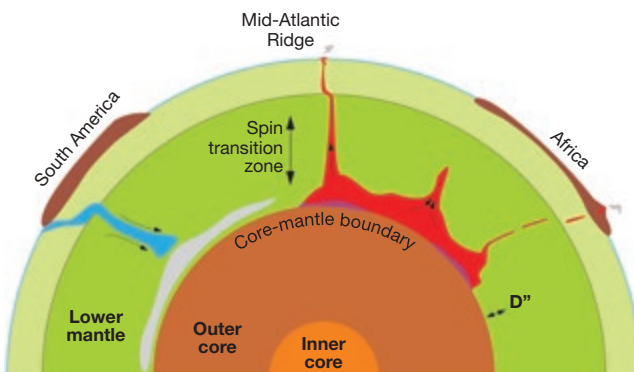 Mid-Atlantic
Ridge
South America
Spin
transition
zone
Africa
Core-mantle boundary
D”
Lower
mantle
Outer
core
Inner
core